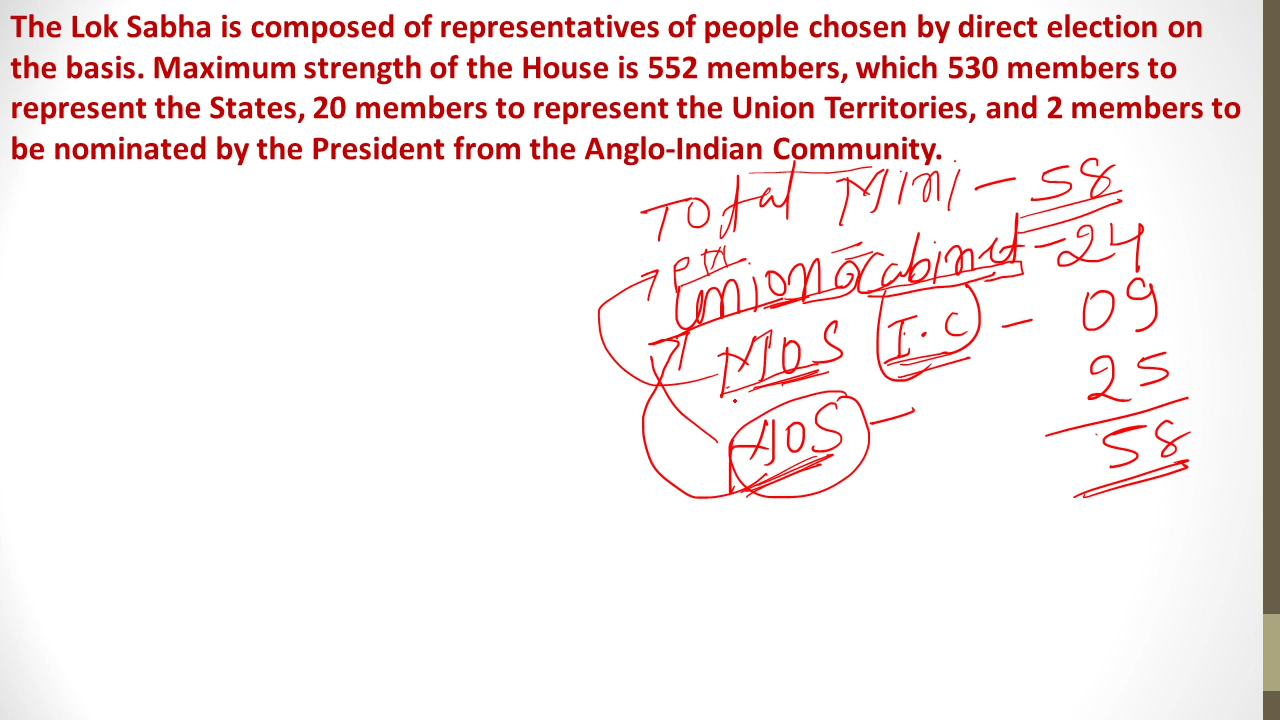 The Lok Sabha is composed of representatives of people chosen by direct election on
the basis. Maximum strength of the House is 552 members, which 530 members to
represent the States, 20 members to represent the Union Territories, and 2 members to
be nominated by the President from the Anglo-Indian Community.
Total Mini - 58
Union Cabinet - 24
MOS I.C - 09
MOS - 25
58